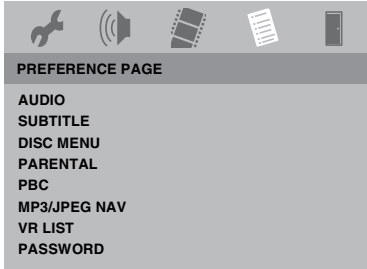 PREFERENCE PAGE
AUDIO
SUBTITLE
DISC MENU
PARENTAL
PBC
MP3/JPEG NAV
VR LIST
PASSWORD